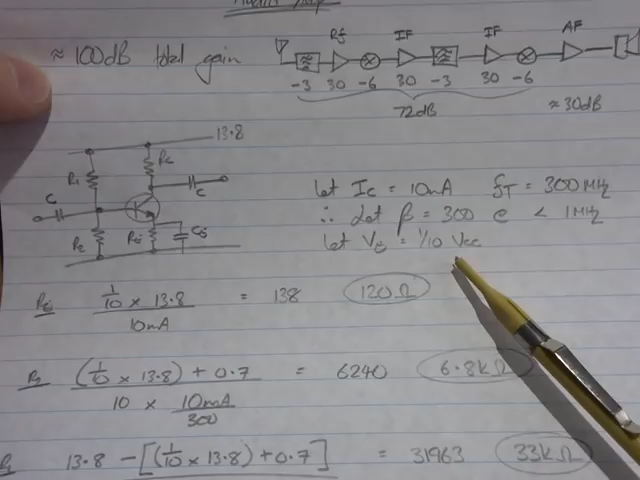 ≈ 100dB total gain
Rf IF IF AF
-3 30 -6 30 -3 30 -6
72dB ≈30dB
13.8
R1 Rc
C C
R2 RE CE
let Ic = 10mA fT = 300MHz
∴ let β = 300 @ < 1MHz
let VE = 1/10 Vcc
RE 1/10 × 13.8 / 10mA = 138 120Ω
R2 (1/10 × 13.8) + 0.7 / 10 × 10mA/300 = 6240 6.8kΩ
13.8 - [(1/10 × 13.8) + 0.7] = 31963 33kΩ